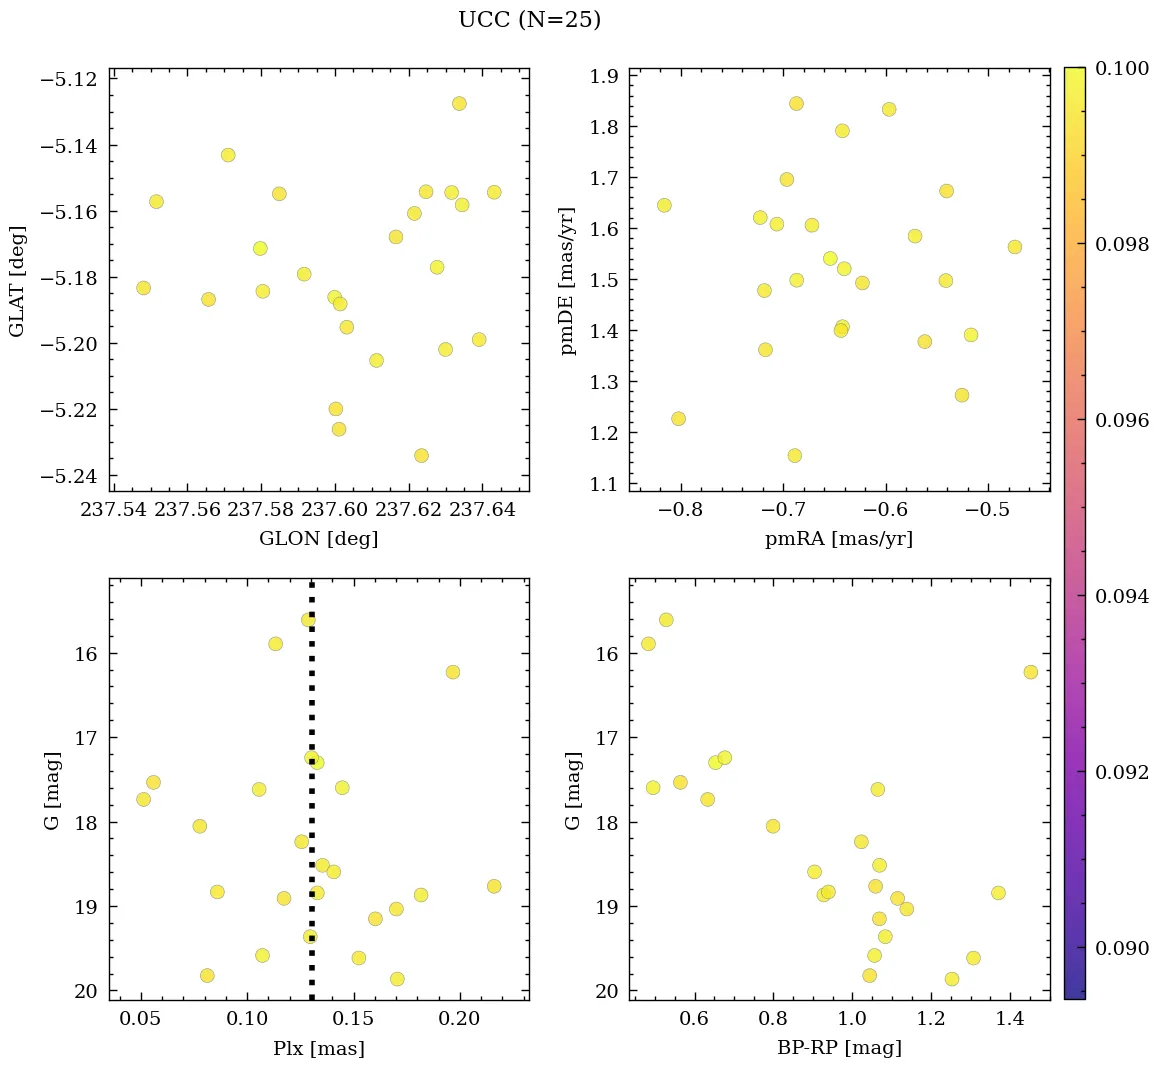 UCC (N=25)
−5.12
−5.14
−5.16
−5.18
−5.20
−5.22
−5.24
GLAT [deg]
237.54 237.56 237.58 237.60 237.62 237.64
GLON [deg]
1.9
1.8
1.7
1.6
1.5
1.4
1.3
1.2
1.1
pmDE [mas/yr]
−0.8 −0.7 −0.6 −0.5
pmRA [mas/yr]
16
17
18
19
20
G [mag]
0.05 0.10 0.15 0.20
Plx [mas]
16
17
18
19
20
G [mag]
0.6 0.8 1.0 1.2 1.4
BP-RP [mag]
0.100
0.098
0.096
0.094
0.092
0.090